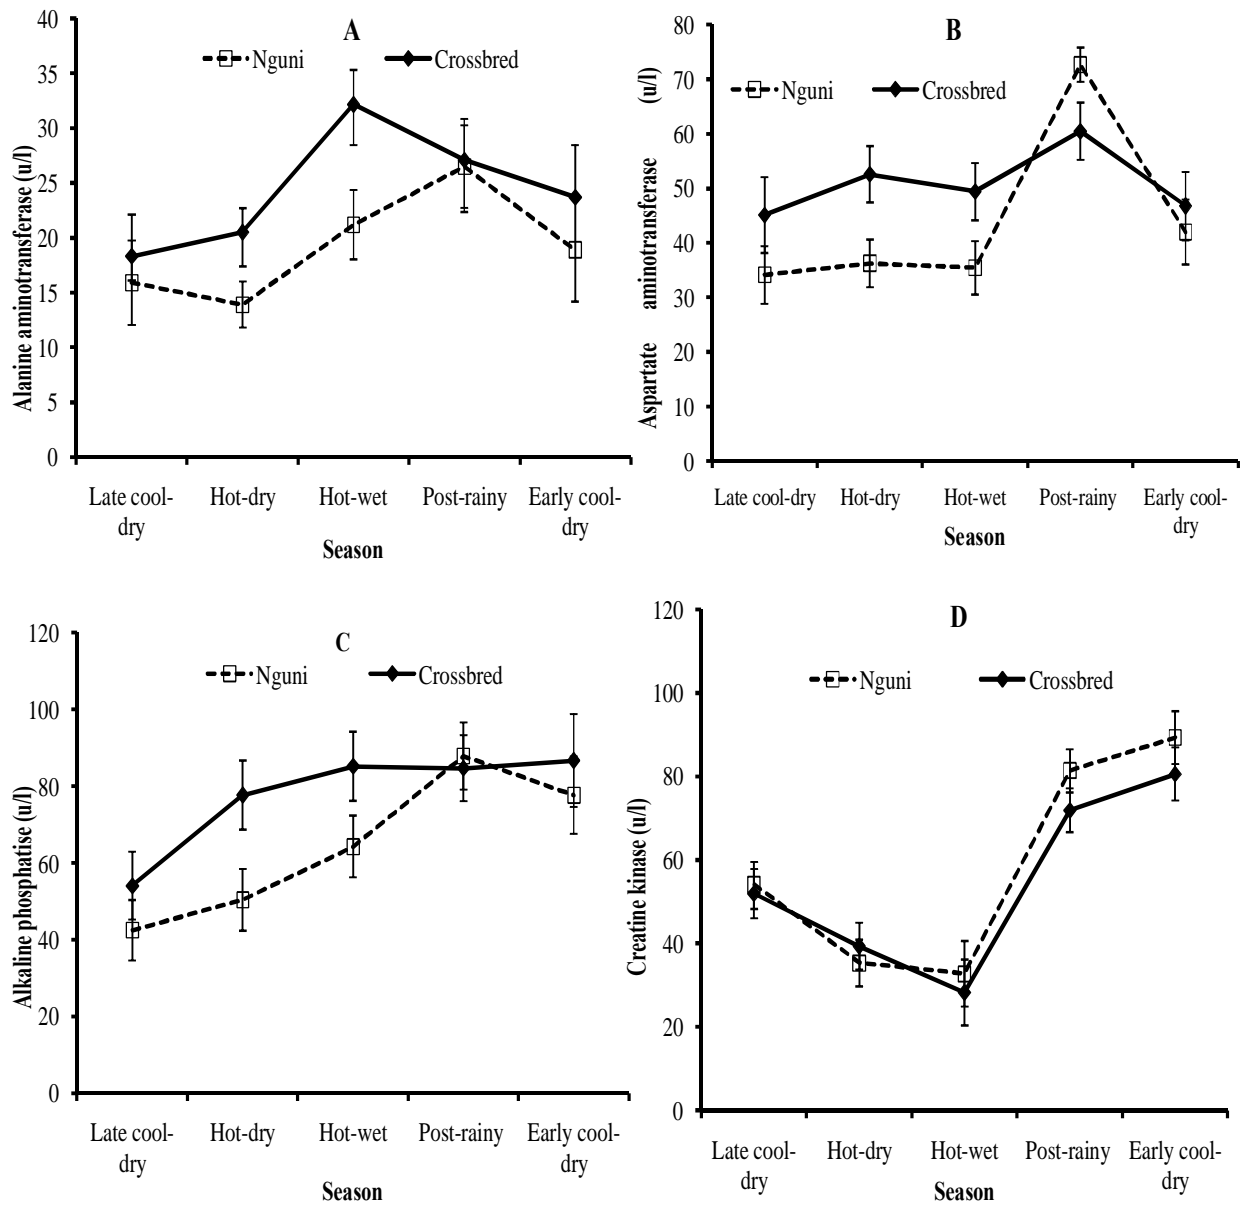 A
Nguni
Crossbred
40
35
30
25
20
15
10
5
0
Alanine aminotransferase (u/l)
Late cool-
dry
Hot-dry
Hot-wet
Post-rainy
Early cool-
dry
Season
B
Nguni
Crossbred
80
70
60
50
40
30
20
10
0
Aspartate aminotransferase (u/l)
Late cool-dry
Hot-dry
Hot-wet
Post-rainy
Early cool-
dry
Season
C
Nguni
Crossbred
120
100
80
60
40
20
0
Alkaline phosphatise (u/l)
Late cool-
dry
Hot-dry
Hot-wet
Post-rainy
Early cool-
dry
Season
D
Nguni
Crossbred
120
100
80
60
40
20
0
Creatine kinase (u/l)
Late cool-
dry
Hot-dry
Hot-wet
Post-rainy
Early cool-
dry
Season